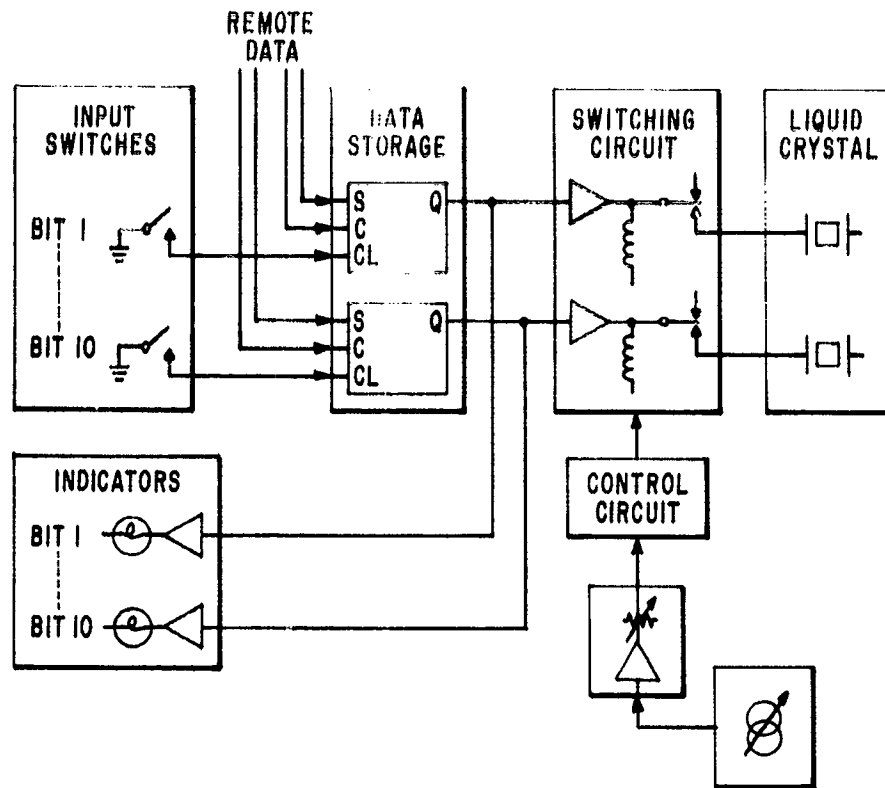 REMOTE
DATA
INPUT
SWITCHES
BIT 1
BIT 10
DATA
STORAGE
S
C
CL
Q
S
C
CL
Q
SWITCHING
CIRCUIT
LIQUID
CRYSTAL
INDICATORS
BIT 1
BIT 10
CONTROL
CIRCUIT